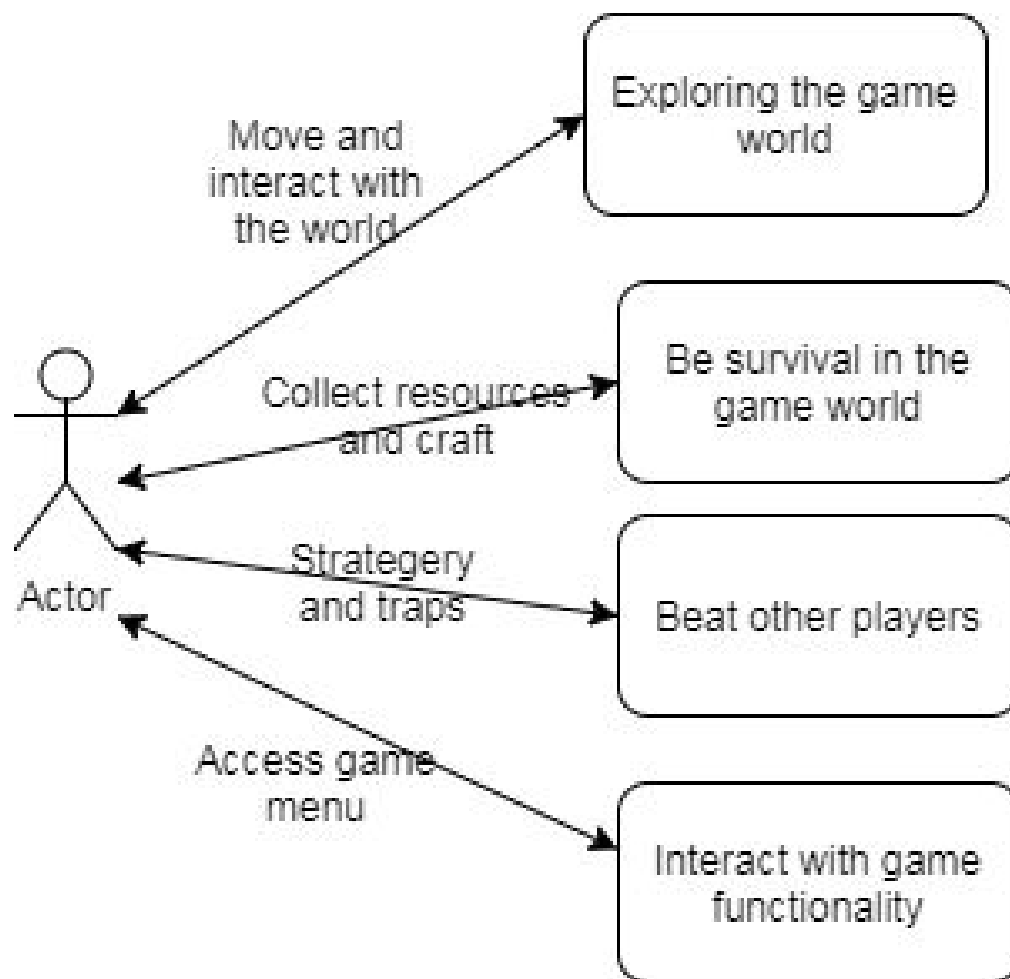 Exploring the game
world
Move and
interact with
the world
Be survival in the
game world
Collect resources
and craft
Strategery
and traps
Actor
Beat other players
Access game
menu
Interact with game
functionality